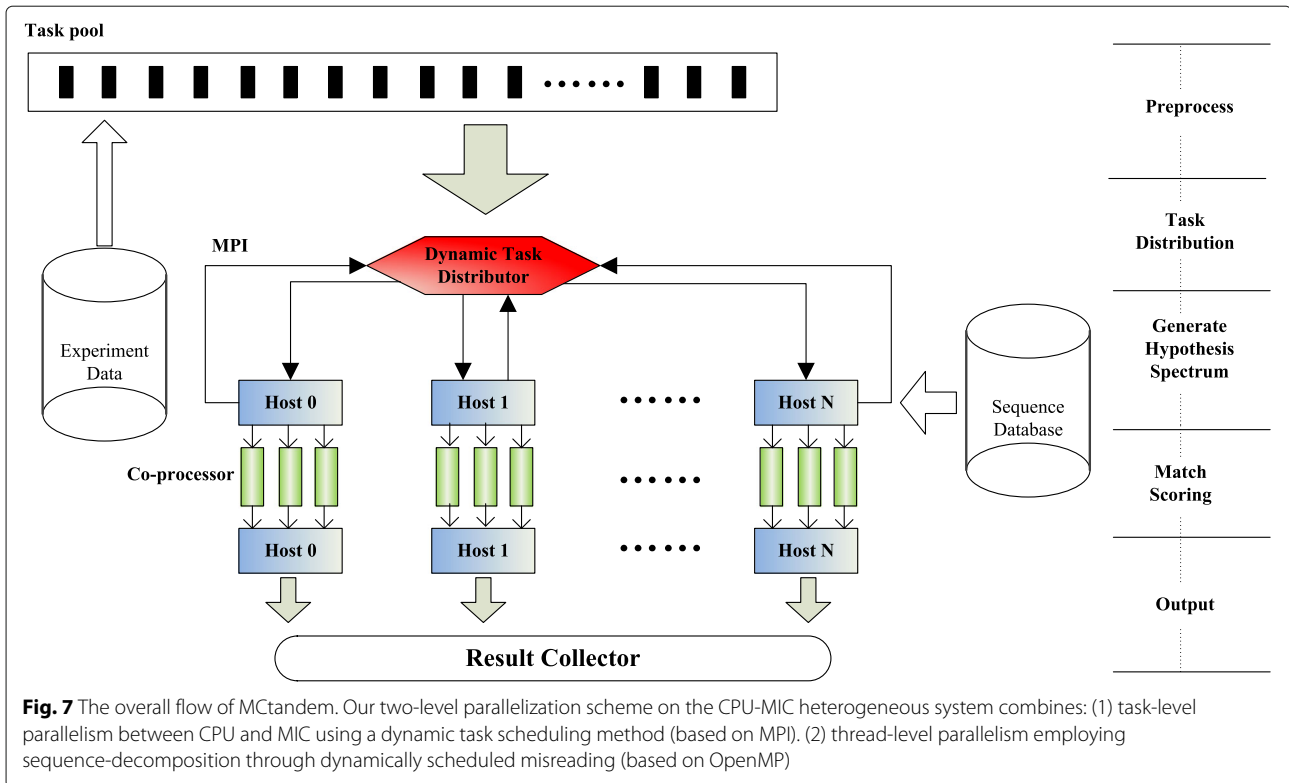 Task pool
Preprocess
Task
Distribution
MPI
Dynamic Task
Distributor
Experiment
Data
Generate
Hypothesis
Spectrum
Host 0
Host 1
......
Host N
Sequence
Database
Co-processor
......
Match
Scoring
Host 0
Host 1
......
Host N
Output
Result Collector
Fig. 7 The overall flow of MCtandem. Our two-level parallelization scheme on the CPU-MIC heterogeneous system combines: (1) task-level
parallelism between CPU and MIC using a dynamic task scheduling method (based on MPI). (2) thread-level parallelism employing
sequence-decomposition through dynamically scheduled misreading (based on OpenMP)